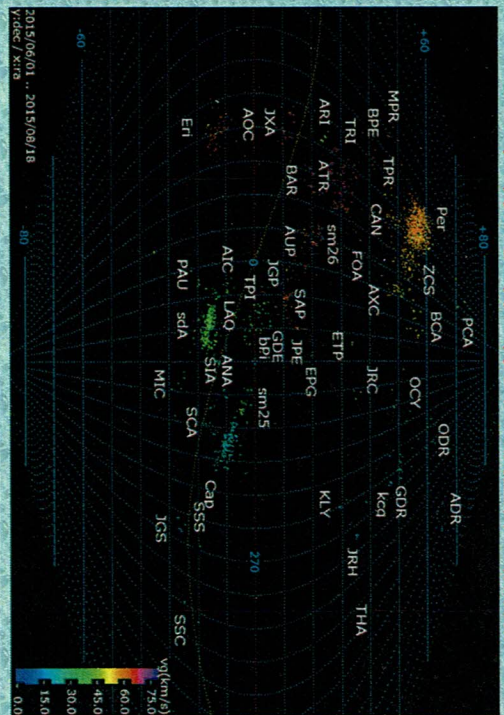 +80
PCA
ADR
ODR
Per BCA
ZCS
+60
OCY
GDR
MPR TPR
kcg
BPE CAN AXC JRC
FOA JRH THA
TRI
ETP
sm26
ARI ATR KLY
EPG
BAR AUP SAP JPE
JXA JGP GDE
bPI sm25
0 270
AOC TPI
AIC LAQ ANA
SIA Cap
SSS
SCA
Eri PAU sdA SSC
MIC JGS
vg(km/s)
75.0
60.0
45.0
30.0
15.0
0.0
-60
-80
2015/06/01 .. 2015/08/18
y:dec / x:ra